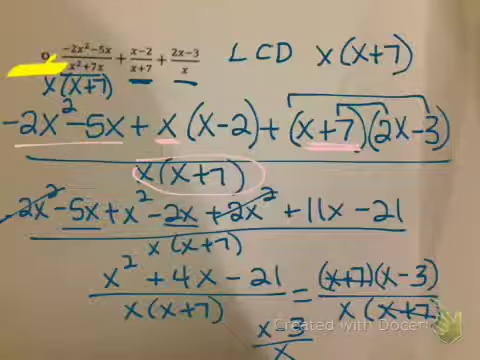 -2x²-5x/x²+7x + x-2/x+7 + 2x-3/x LCD x(x+7)
x(x+7)
-2x²-5x+x(x-2)+(x+7)(2x-3)
x(x+7)
-2x²-5x+x²-2x+2x²+11x-21
x(x+7)
x²+4x-21/x(x+7) = (x+7)(x-3)/x(x+7)
x-3/x
Created with Doceri